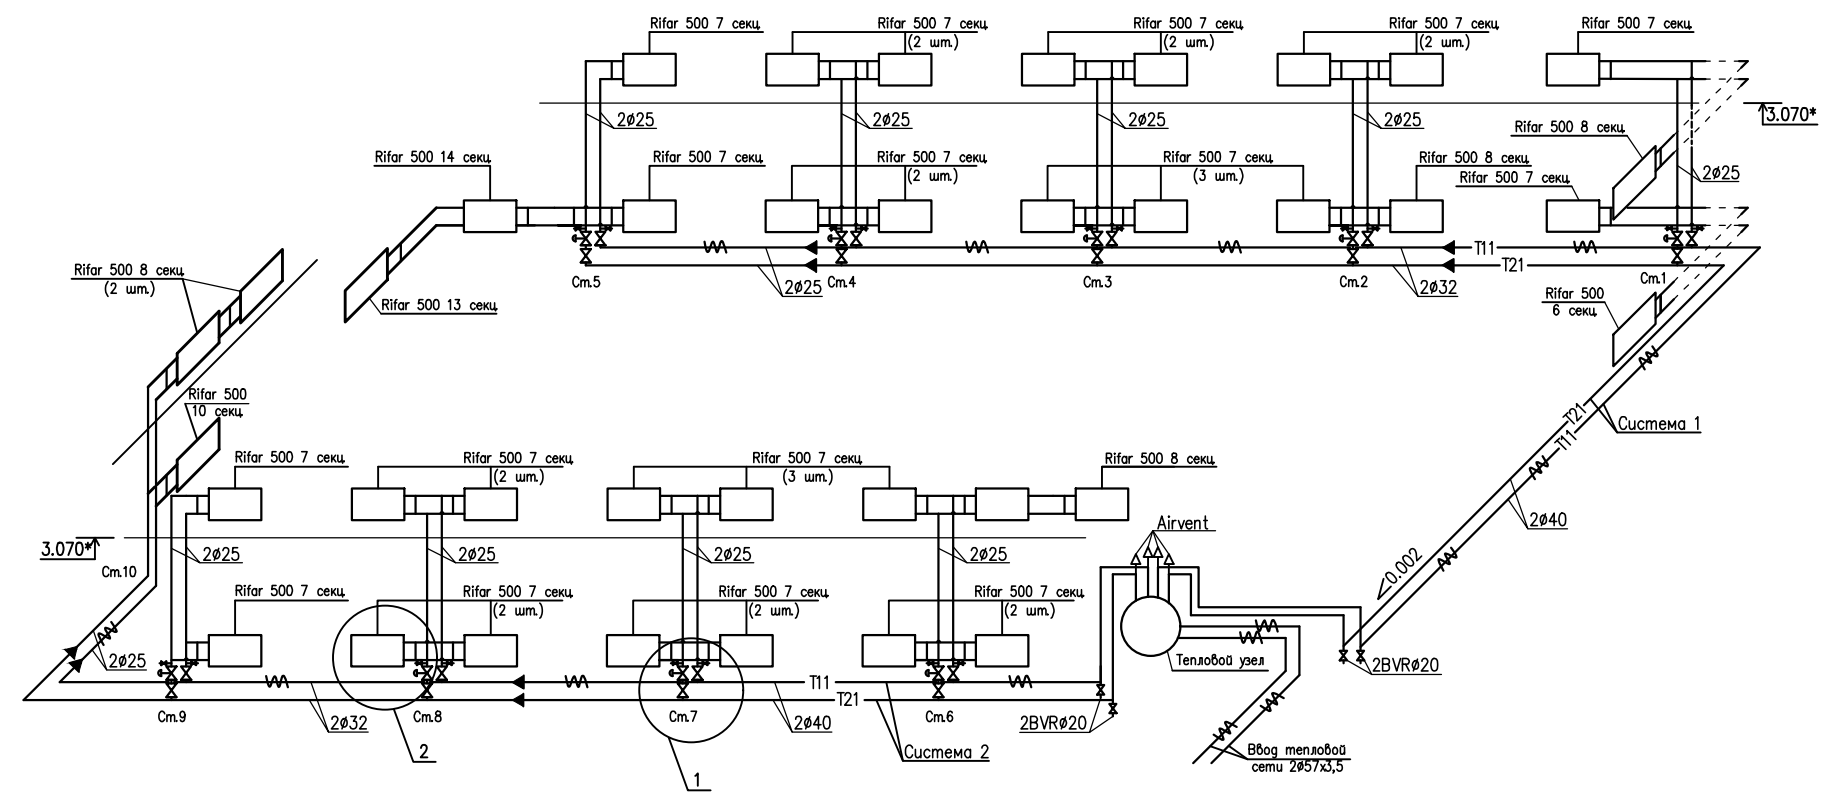 Rifar 500 7 секц.
Rifar 500 7 секц.
(2 шт.)
Rifar 500 7 секц.
(2 шт.)
Rifar 500 7 секц.
(2 шт.)
Rifar 500 7 секц.
2ø25
2ø25
2ø25
2ø25
3.070*
Rifar 500 8 секц.
Rifar 500 14 секц.
Rifar 500 7 секц.
Rifar 500 7 секц.
(2 шт.)
Rifar 500 7 секц.
(3 шт.)
Rifar 500 8 секц.
Rifar 500 7 секц.
2ø25
T11
T21
Ст.5
2ø25
Ст.4
Ст.3
Ст.2
2ø32
Ст.1
Rifar 500 8 секц.
(2 шт.)
Rifar 500 13 секц.
Rifar 500
6 секц.
Rifar 500
10 секц.
T21
T11
Система 1
2ø40
0.002
Rifar 500 7 секц.
Rifar 500 7 секц.
(2 шт.)
Rifar 500 7 секц.
(3 шт.)
Rifar 500 8 секц.
Airvent
3.070*
2ø25
2ø25
2ø25
2ø25
Ст.10
Rifar 500 7 секц.
Rifar 500 7 секц.
(2 шт.)
Rifar 500 7 секц.
(2 шт.)
Rifar 500 7 секц.
(2 шт.)
2ø25
Тепловой узел
2BVRø20
T11
T21
Ст.9
2ø32
Ст.8
Ст.7
2ø40
Ст.6
2BVRø20
2
Система 2
1
Ввод тепловой
сети 2ø57x3,5